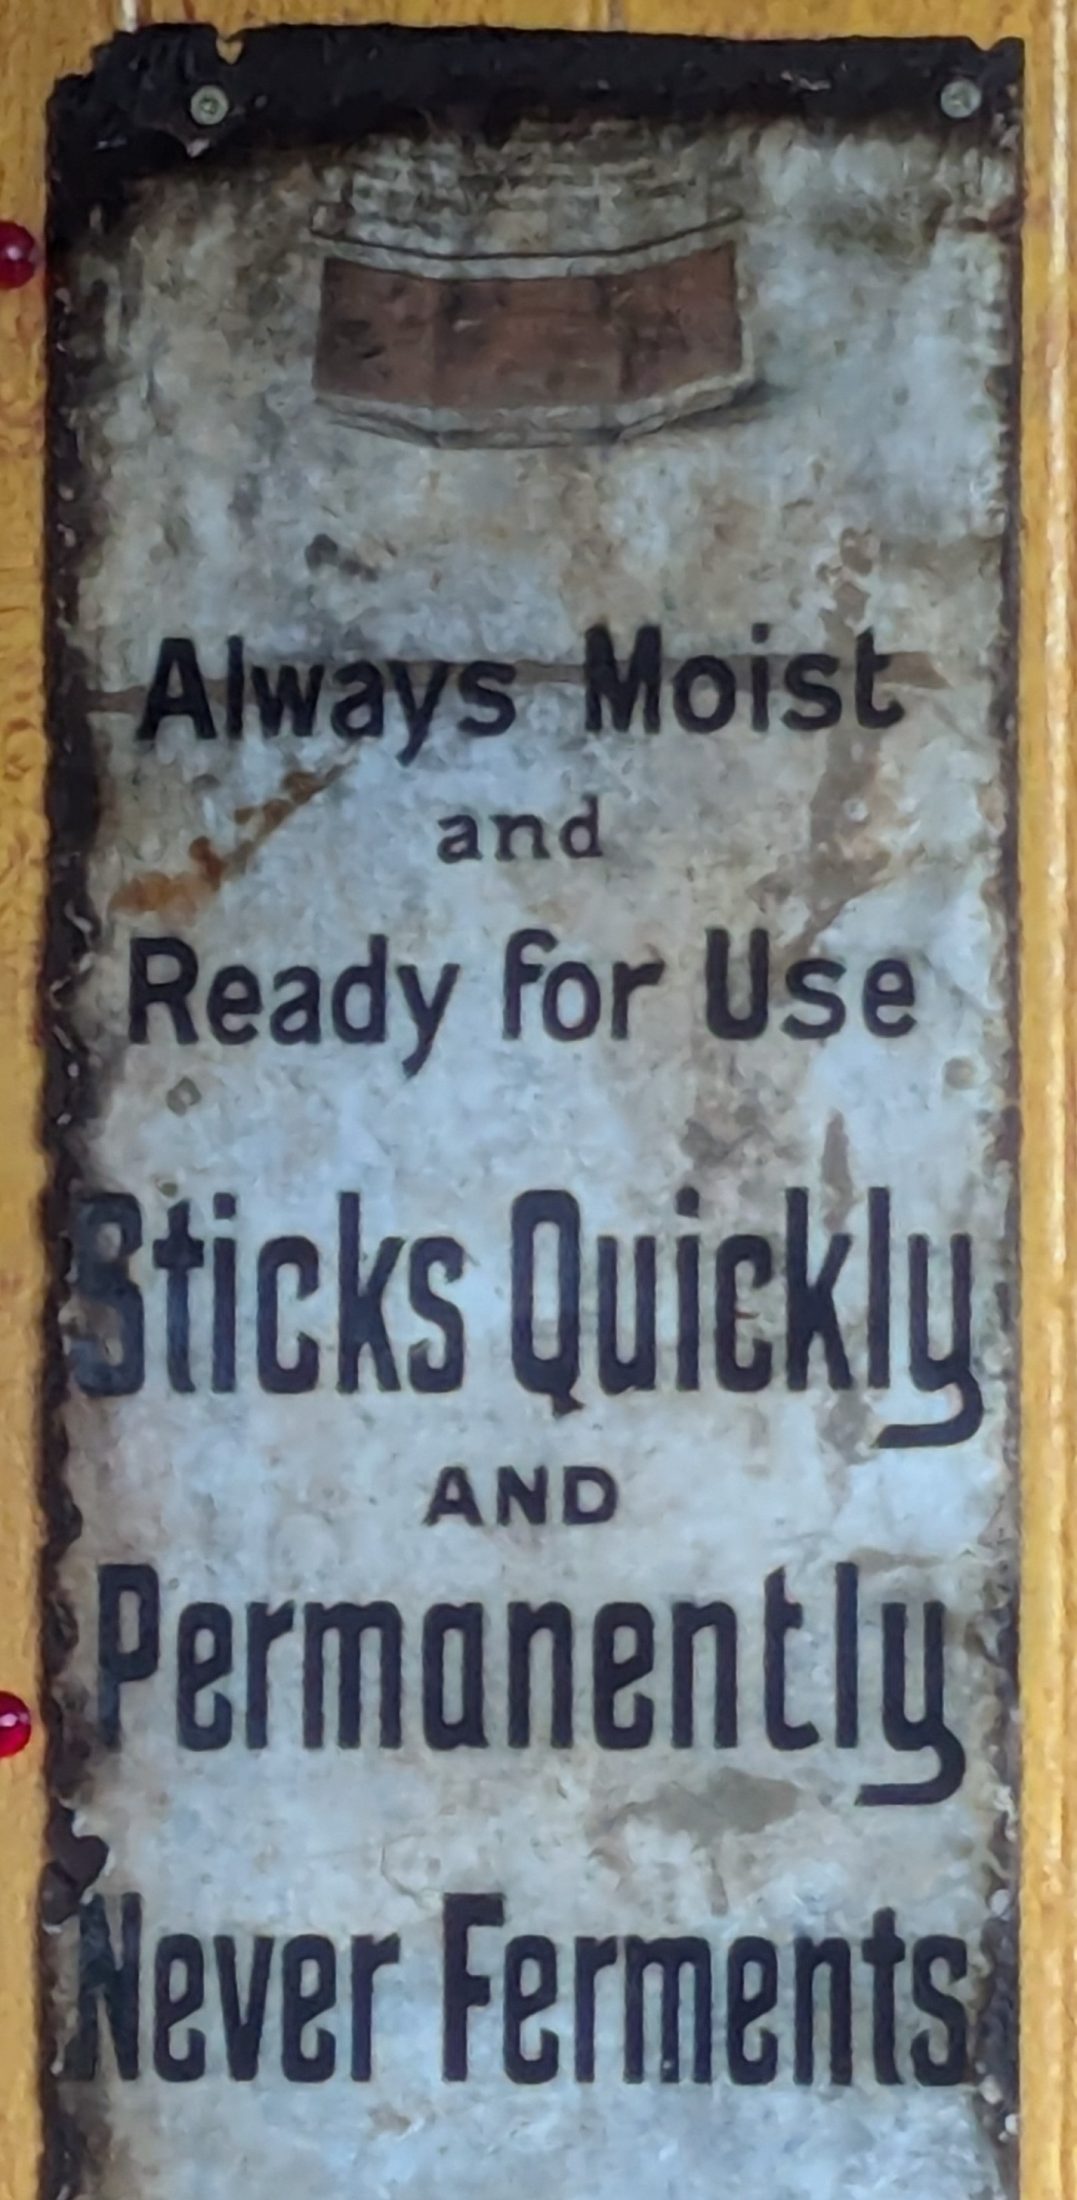 Always Moist
and
Ready for Use
Sticks Quickly
AND
Permanently
Never Ferments